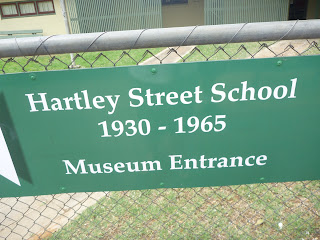 Hartley Street School
1930 - 1965
Museum Entrance